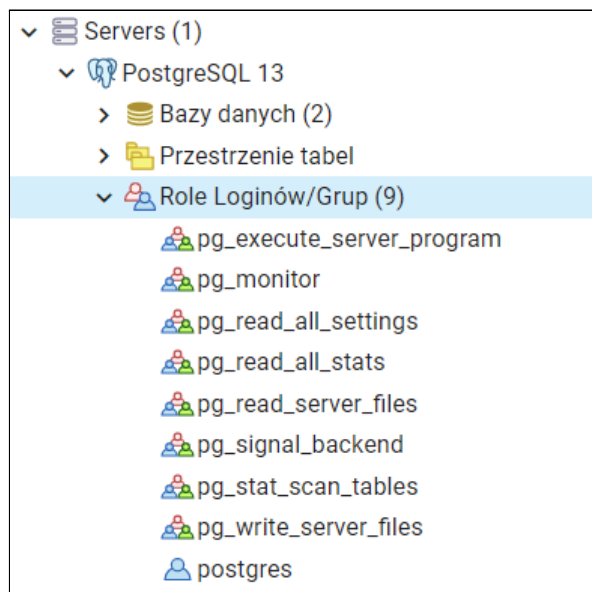 Servers (1)
PostgreSQL 13
Bazy danych (2)
Przestrzenie tabel
Role Loginów/Grup (9)
pg_execute_server_program
pg_monitor
pg_read_all_settings
pg_read_all_stats
pg_read_server_files
pg_signal_backend
pg_stat_scan_tables
pg_write_server_files
postgres